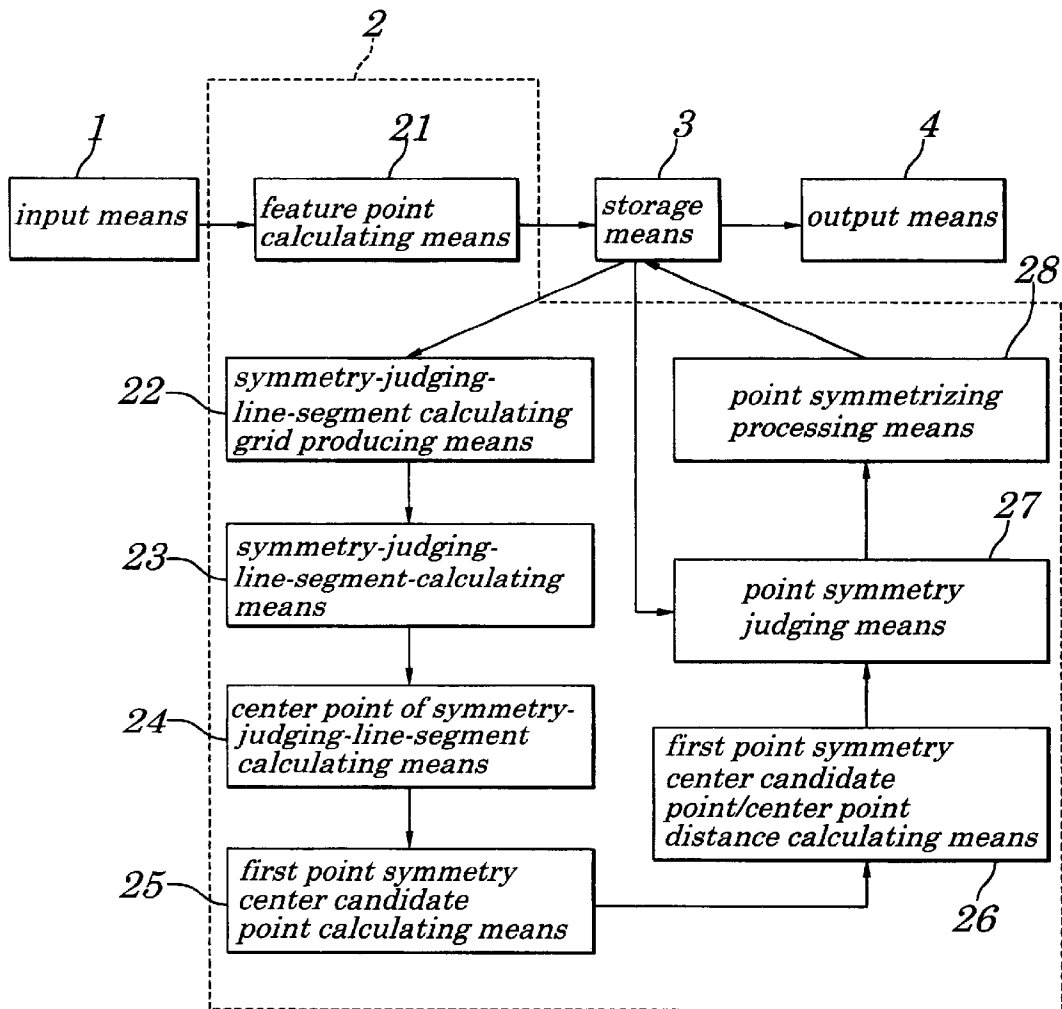 2
1
21
3
4
input means
feature point
calculating means
storage
means
output means
28
22
symmetry-judging-
line-segment calculating
grid producing means
point symmetrizing
processing means
23
symmetry-judging-
line-segment-calculating
means
27
point symmetry
judging means
24
center point of symmetry-
judging-line-segment
calculating means
first point symmetry
center candidate
point/center point
distance calculating means
25
first point symmetry
center candidate
point calculating means
26